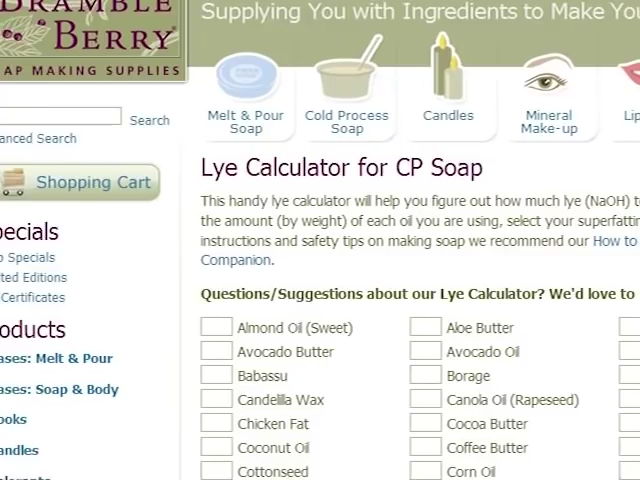 BRAMBLE
BERRY®
SOAP MAKING SUPPLIES
Supplying You with Ingredients to Make You
Melt & Pour
Soap
Cold Process
Soap
Candles
Mineral
Make-up
Lip
Search
anced Search
Shopping Cart
Lye Calculator for CP Soap
This handy lye calculator will help you figure out how much lye (NaOH) t
the amount (by weight) of each oil you are using, select your superfattin
instructions and safety tips on making soap we recommend our How to
Companion.
Questions/Suggestions about our Lye Calculator? We'd love to
pecials
p Specials
ted Editions
Certificates
oducts
ases: Melt & Pour
ases: Soap & Body
ooks
andles
Almond Oil (Sweet)
Aloe Butter
Avocado Butter
Avocado Oil
Babassu
Borage
Candelilla Wax
Canola Oil (Rapeseed)
Chicken Fat
Cocoa Butter
Coconut Oil
Coffee Butter
Cottonseed
Corn Oil